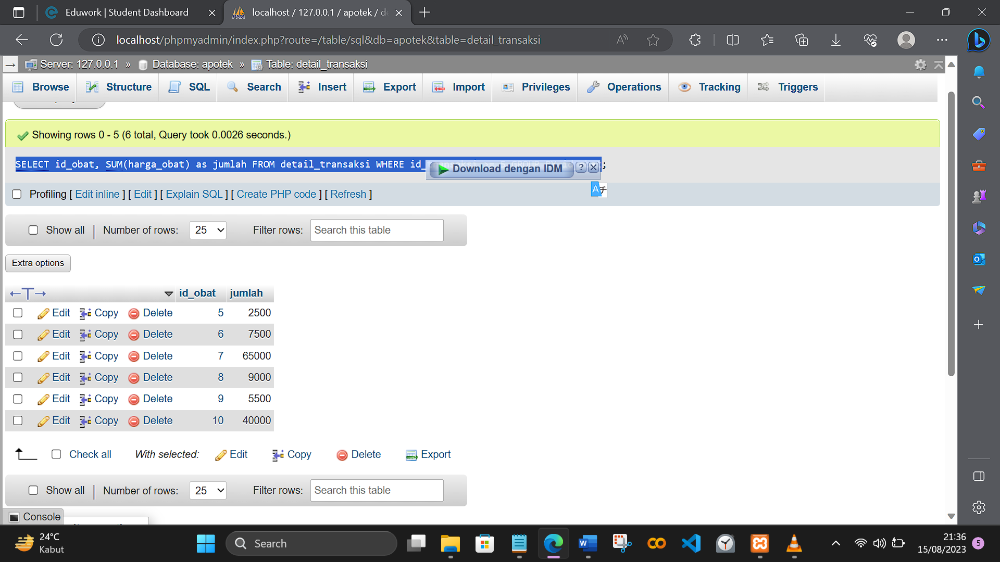 Eduwork | Student Dashboard
localhost / 127.0.0.1 / apotek / de
localhost/phpmyadmin/index.php?route=/table/sql&db=apotek&table=detail_transaksi
Server: 127.0.0.1 » Database: apotek » Table: detail_transaksi
Browse Structure SQL Search Insert Export Import Privileges Operations Tracking Triggers
Showing rows 0 - 5 (6 total, Query took 0.0026 seconds.)
SELECT id_obat, SUM(harga_obat) as jumlah FROM detail_transaksi WHERE id_ ;
Download dengan IDM ?
Profiling [ Edit inline ] [ Edit ] [ Explain SQL ] [ Create PHP code ] [ Refresh ]
Show all Number of rows: 25 Filter rows: Search this table
Extra options
id_obat jumlah
Edit Copy Delete 5 2500
Edit Copy Delete 6 7500
Edit Copy Delete 7 65000
Edit Copy Delete 8 9000
Edit Copy Delete 9 5500
Edit Copy Delete 10 40000
Check all With selected: Edit Copy Delete Export
Show all Number of rows: 25 Filter rows: Search this table
Console
24°C
Kabut
Search
21:36
15/08/2023
5